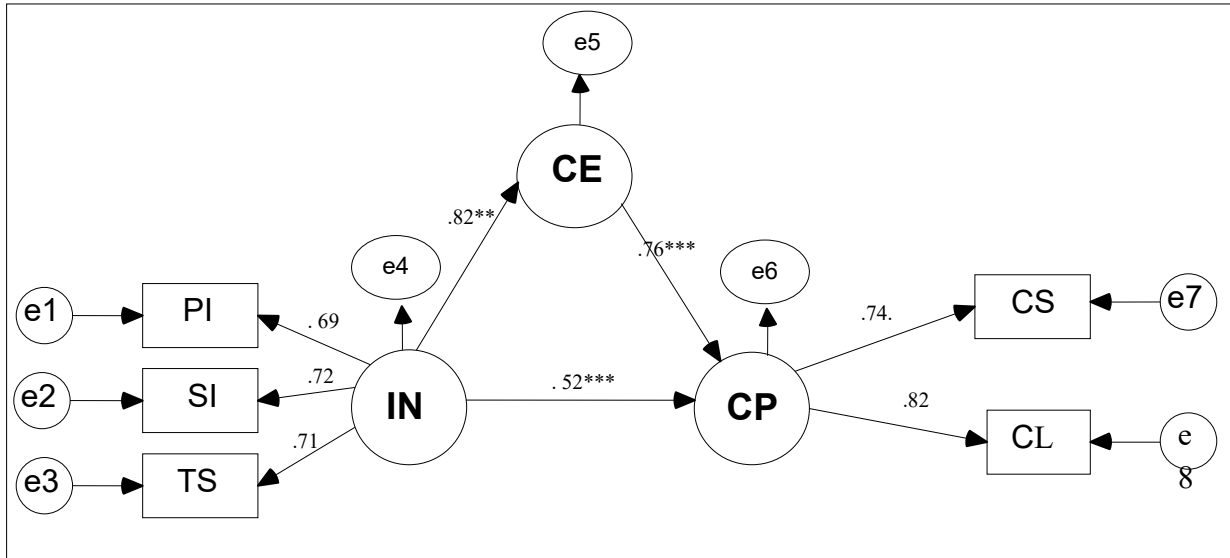 e5
CE
.82**
.76***
e4
e6
e1
PI
. 69
.74.
CS
e7
e2
SI
.72
IN
. 52***
CP
.82
CL
e
8
.71
e3
TS